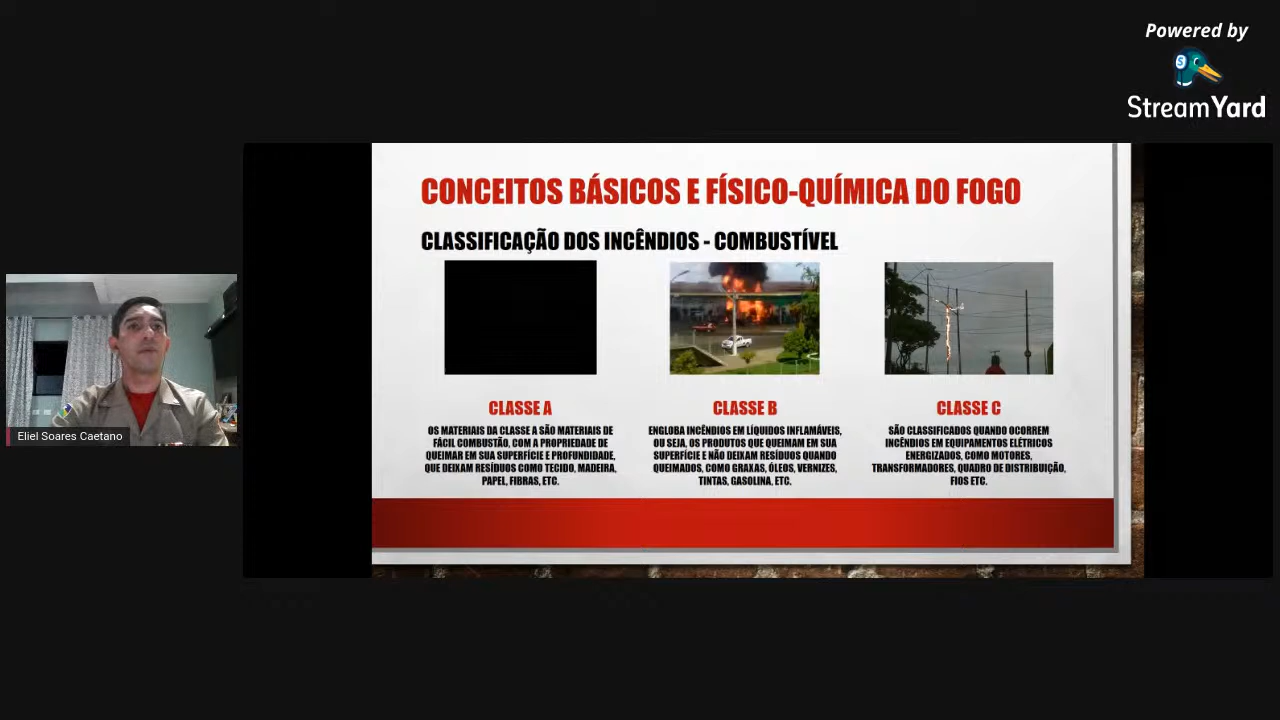 Powered by
StreamYard
CONCEITOS BÁSICOS E FÍSICO-QUÍMICA DO FOGO
CLASSIFICAÇÃO DOS INCÊNDIOS - COMBUSTÍVEL
CLASSE A
OS MATERIAIS DA CLASSE A SÃO MATERIAIS DE
FÁCIL COMBUSTÃO, COM A PROPRIEDADE DE
QUEIMAR EM SUA SUPERFÍCIE E PROFUNDIDADE,
QUE DEIXAM RESÍDUOS COMO TECIDO, MADEIRA,
PAPEL, FIBRAS, ETC.
CLASSE B
ENGLOBA INCÊNDIOS EM LÍQUIDOS INFLAMÁVEIS,
OU SEJA, OS PRODUTOS QUE QUEIMAM EM SUA
SUPERFÍCIE E NÃO DEIXAM RESÍDUOS QUANDO
QUEIMADOS, COMO GRAXAS, ÓLEOS, VERNIZES,
TINTAS, GASOLINA, ETC.
CLASSE C
SÃO CLASSIFICADOS QUANDO OCORREM
INCÊNDIOS EM EQUIPAMENTOS ELÉTRICOS
ENERGIZADOS, COMO MOTORES,
TRANSFORMADORES, QUADRO DE DISTRIBUIÇÃO,
FIOS ETC.
Eliel Soares Caetano